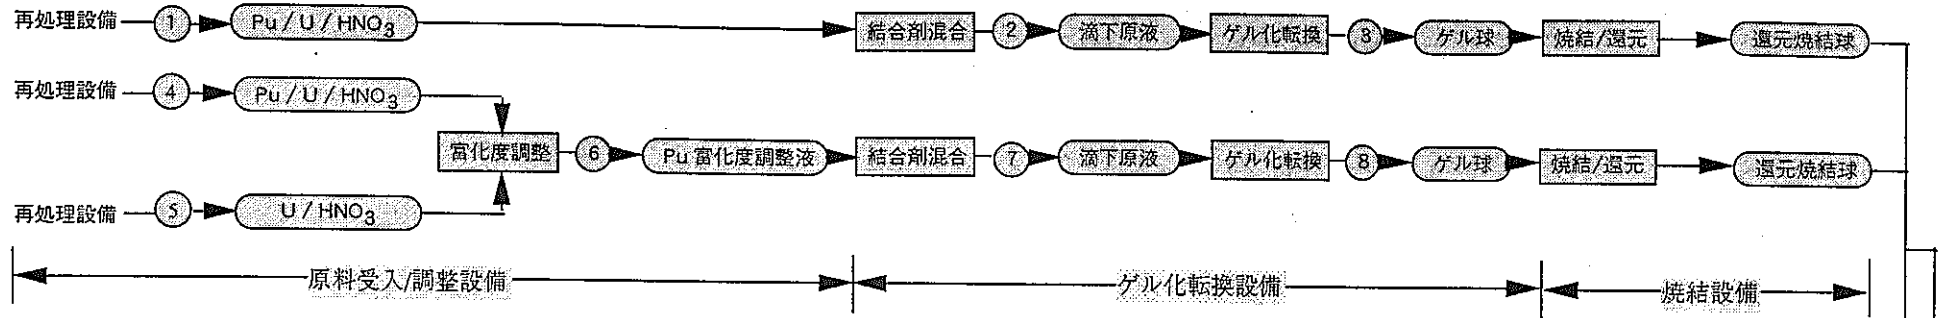 再処理設備 ① Pu / U / HNO3 結合剤混合 ② 滴下原液 ゲル化転換 ③ ゲル球 焼結/還元 還元焼結球
再処理設備 ④ Pu / U / HNO3
富化度調整 ⑥ Pu 富化度調整液 結合剤混合 ⑦ 滴下原液 ゲル化転換 ⑧ ゲル球 焼結/還元 還元焼結球
再処理設備 ⑤ U / HNO3
原料受入/調整設備 ゲル化転換設備 焼結設備